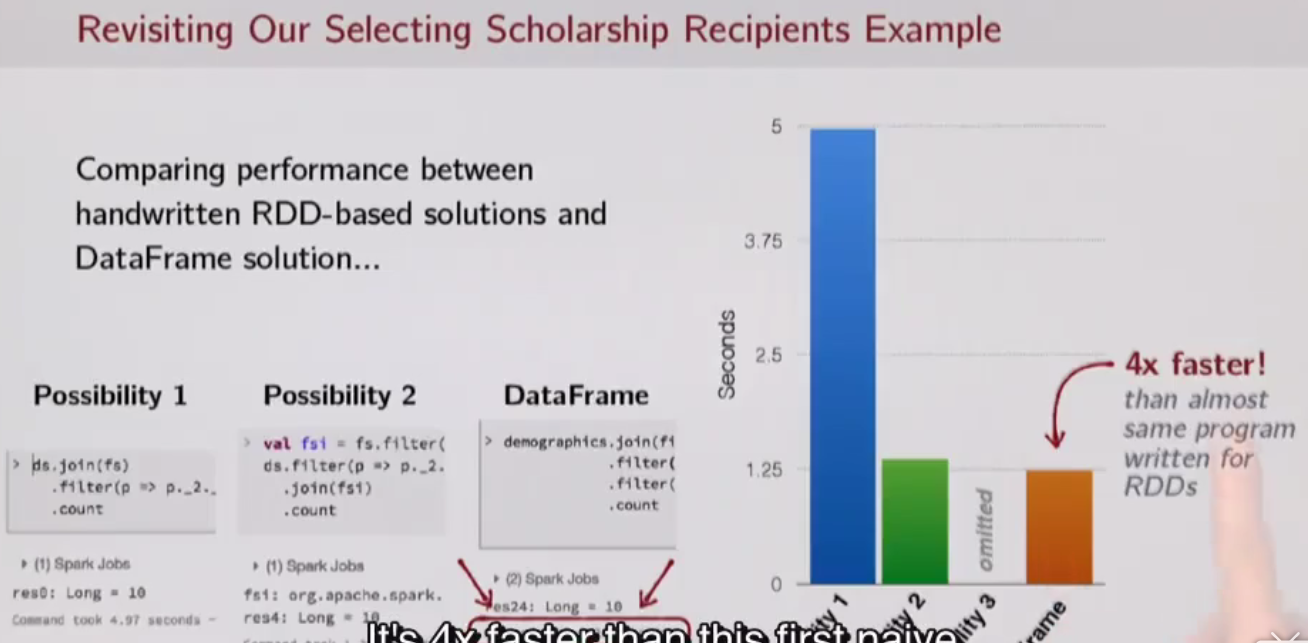 Revisiting Our Selecting Scholarship Recipients Example
Comparing performance between
handwritten RDD-based solutions and
DataFrame solution...
Possibility 1
> ds.join(fs)
.filter(p => p._2._
.count
▸ (1) Spark Jobs
res0: Long = 10
Command took 4.97 seconds –
Possibility 2
> val fsi = fs.filter(
ds.filter(p => p._2.
.join(fsi)
.count
▸ (1) Spark Jobs
fsi: org.apache.spark.
res4: Long = 10
DataFrame
> demographics.join(fi
.filter(
.filter(
.count
▸ (2) Spark Jobs
res24: Long = 10
Seconds
5
3.75
2.5
1.25
0
omitted
ity 1
ity 2
ility 3
rame
4x faster!
than almost
same program
written for
RDDs
It's 4x faster than this first naive